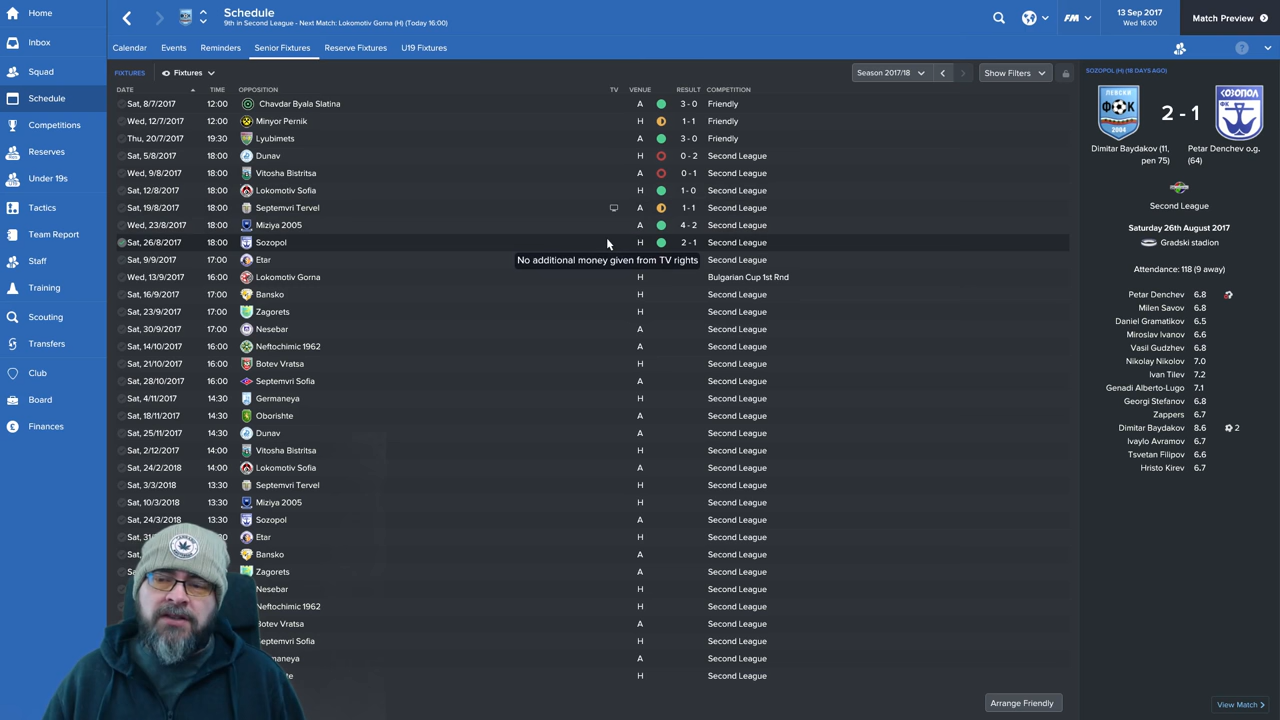 Home
Inbox
Squad
Schedule
Competitions
Reserves
Under 19s
Tactics
Team Report
Staff
Training
Scouting
Transfers
Club
Board
Finances
Schedule
9th in Second League - Next Match: Lokomotiv Gorna (H) (Today 16:00)
FM
13 Sep 2017
Wed 16:00
Match Preview
Calendar Events Reminders Senior Fixtures Reserve Fixtures U19 Fixtures
FIXTURES Fixtures Season 2017/18 Show Filters
DATE TIME OPPOSITION TV VENUE RESULT COMPETITION
Sat, 8/7/2017 12:00 Chavdar Byala Slatina A 3 - 0 Friendly
Wed, 12/7/2017 12:00 Minyor Pernik H 1 - 1 Friendly
Thu, 20/7/2017 19:30 Lyubimets A 3 - 0 Friendly
Sat, 5/8/2017 18:00 Dunav H 0 - 2 Second League
Wed, 9/8/2017 18:00 Vitosha Bistritsa A 0 - 1 Second League
Sat, 12/8/2017 18:00 Lokomotiv Sofia H 1 - 0 Second League
Sat, 19/8/2017 18:00 Septemvri Tervel A 1 - 1 Second League
Wed, 23/8/2017 18:00 Miziya 2005 A 4 - 2 Second League
Sat, 26/8/2017 18:00 Sozopol H 2 - 1 Second League
Sat, 9/9/2017 17:00 Etar Second League
No additional money given from TV rights
Wed, 13/9/2017 16:00 Lokomotiv Gorna H Bulgarian Cup 1st Rnd
Sat, 16/9/2017 17:00 Bansko H Second League
Sat, 23/9/2017 17:00 Zagorets H Second League
Sat, 30/9/2017 17:00 Nesebar A Second League
Sat, 14/10/2017 16:00 Neftochimic 1962 A Second League
Sat, 21/10/2017 16:00 Botev Vratsa H Second League
Sat, 28/10/2017 16:00 Septemvri Sofia A Second League
Sat, 4/11/2017 14:30 Germaneya H Second League
Sat, 18/11/2017 14:30 Oborishte A Second League
Sat, 25/11/2017 14:30 Dunav A Second League
Sat, 2/12/2017 14:00 Vitosha Bistritsa H Second League
Sat, 24/2/2018 14:00 Lokomotiv Sofia A Second League
Sat, 3/3/2018 13:30 Septemvri Tervel H Second League
Sat, 10/3/2018 13:30 Miziya 2005 H Second League
Sat, 24/3/2018 13:30 Sozopol A Second League
Sat, 31 Etar H Second League
Sat, Bansko A Second League
Zagorets A Second League
Nesebar H Second League
Neftochimic 1962 H Second League
Botev Vratsa A Second League
Septemvri Sofia H Second League
maneya A Second League
te H Second League
Arrange Friendly
SOZOPOL (H) (18 DAYS AGO)
ЛЕВСКИ
ФК
2004
2 - 1
СОЗОПОЛ
Dimitar Baydakov (11, pen 75)
Petar Denchev o.g. (64)
Second League
Saturday 26th August 2017
Gradski stadion
Attendance: 118 (9 away)
Petar Denchev 6.8
Milen Savov 6.8
Daniel Gramatikov 6.5
Miroslav Ivanov 6.6
Vasil Gudzhev 6.8
Nikolay Nikolov 7.0
Ivan Tilev 7.2
Genadi Alberto-Lugo 7.1
Georgi Stefanov 6.8
Zappers 6.7
Dimitar Baydakov 8.6 2
Ivaylo Avramov 6.7
Tsvetan Filipov 6.6
Hristo Kirev 6.7
View Match